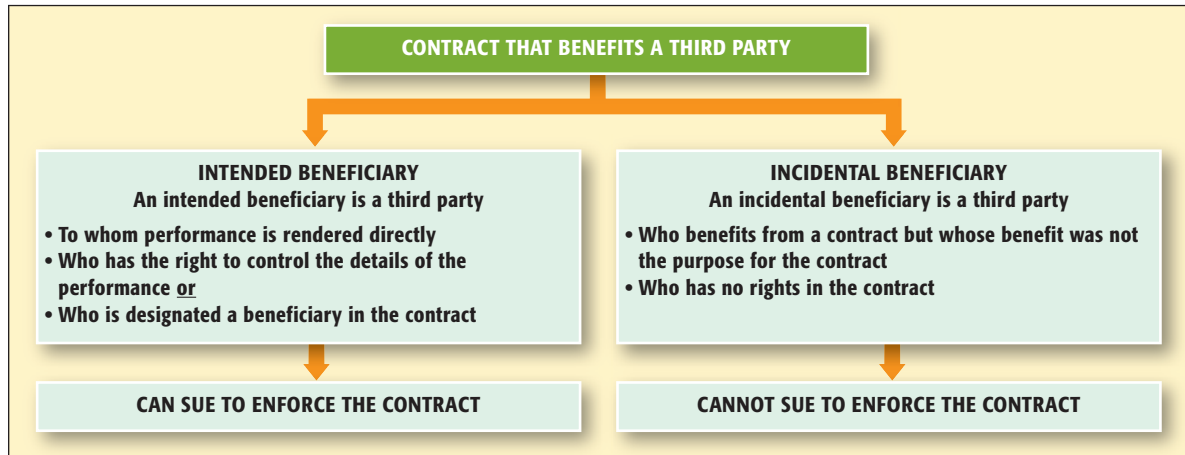 CONTRACT THAT BENEFITS A THIRD PARTY
INTENDED BENEFICIARY
An intended beneficiary is a third party
• To whom performance is rendered directly
• Who has the right to control the details of the
performance or
• Who is designated a beneficiary in the contract
CAN SUE TO ENFORCE THE CONTRACT
INCIDENTAL BENEFICIARY
An incidental beneficiary is a third party
• Who benefits from a contract but whose benefit was not
the purpose for the contract
• Who has no rights in the contract
CANNOT SUE TO ENFORCE THE CONTRACT